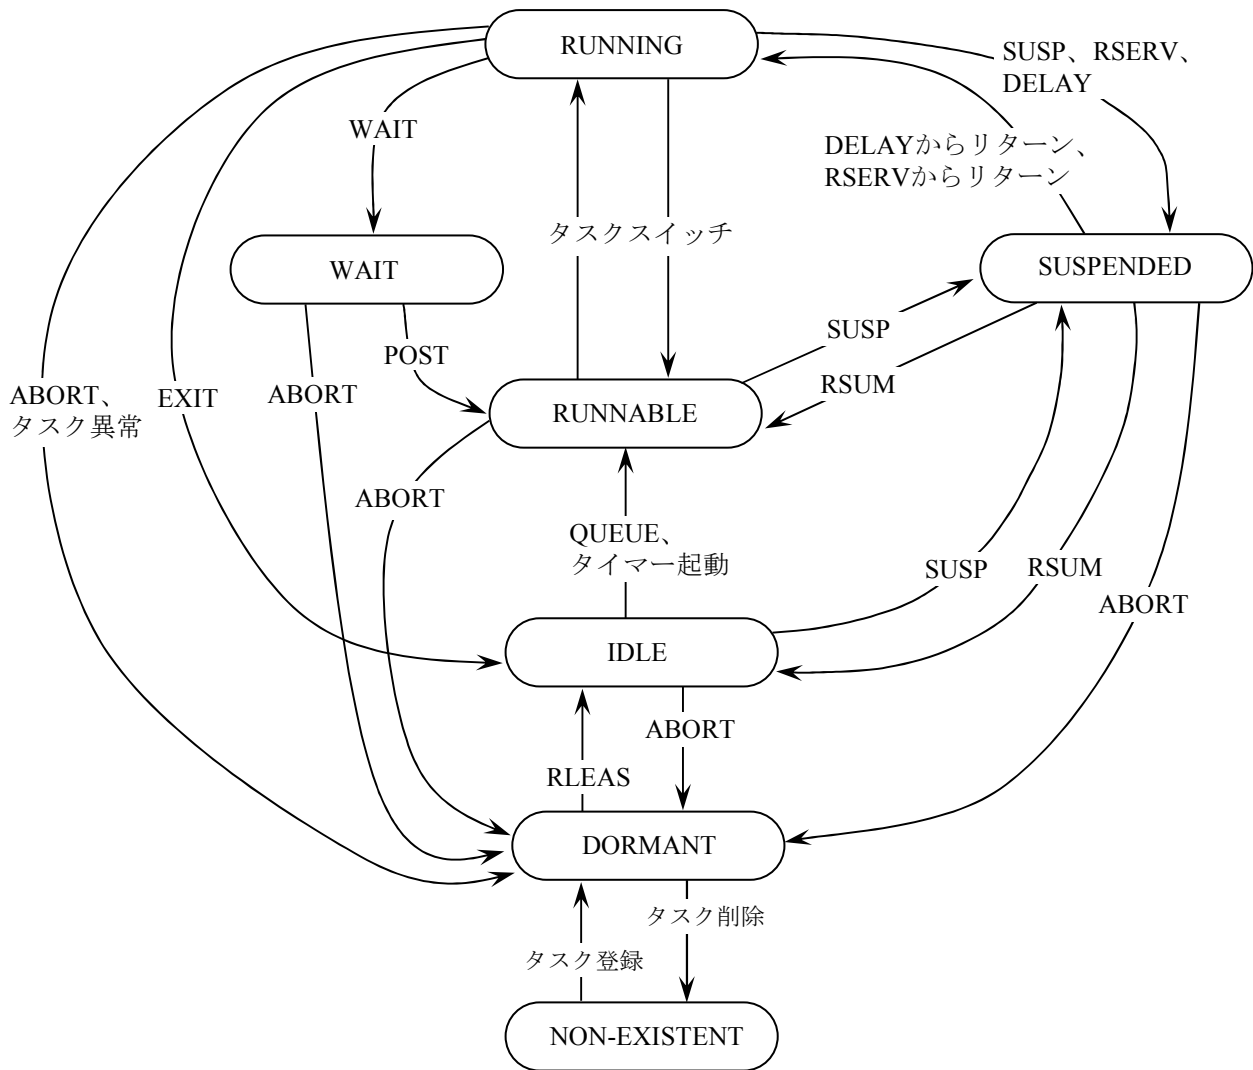 RUNNING
SUSP、RSERV、
DELAY
WAIT
DELAYからリターン、
RSERVからリターン
タスクスイッチ
WAIT
SUSPENDED
SUSP
POST
RSUM
ABORT、
タスク異常
EXIT
ABORT
RUNNABLE
ABORT
QUEUE、
タイマー起動
SUSP
RSUM
ABORT
IDLE
ABORT
RLEAS
DORMANT
タスク削除
タスク登録
NON-EXISTENT